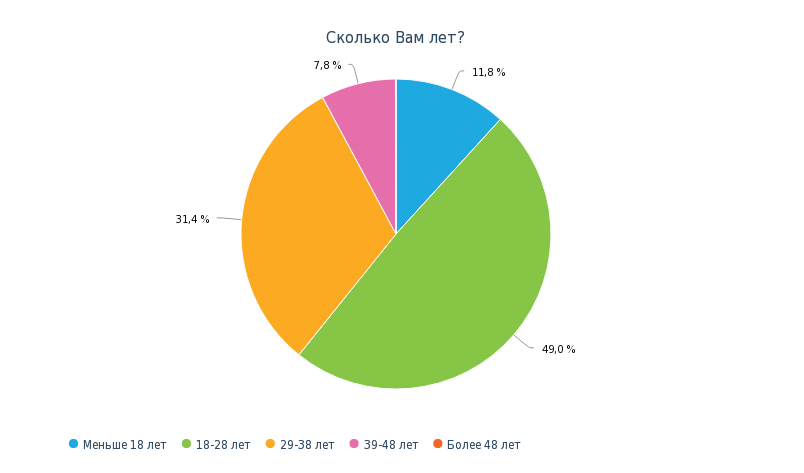 Сколько Вам лет?
7,8 %
11,8 %
31,4 %
49,0 %
Меньше 18 лет 18-28 лет 29-38 лет 39-48 лет Более 48 лет